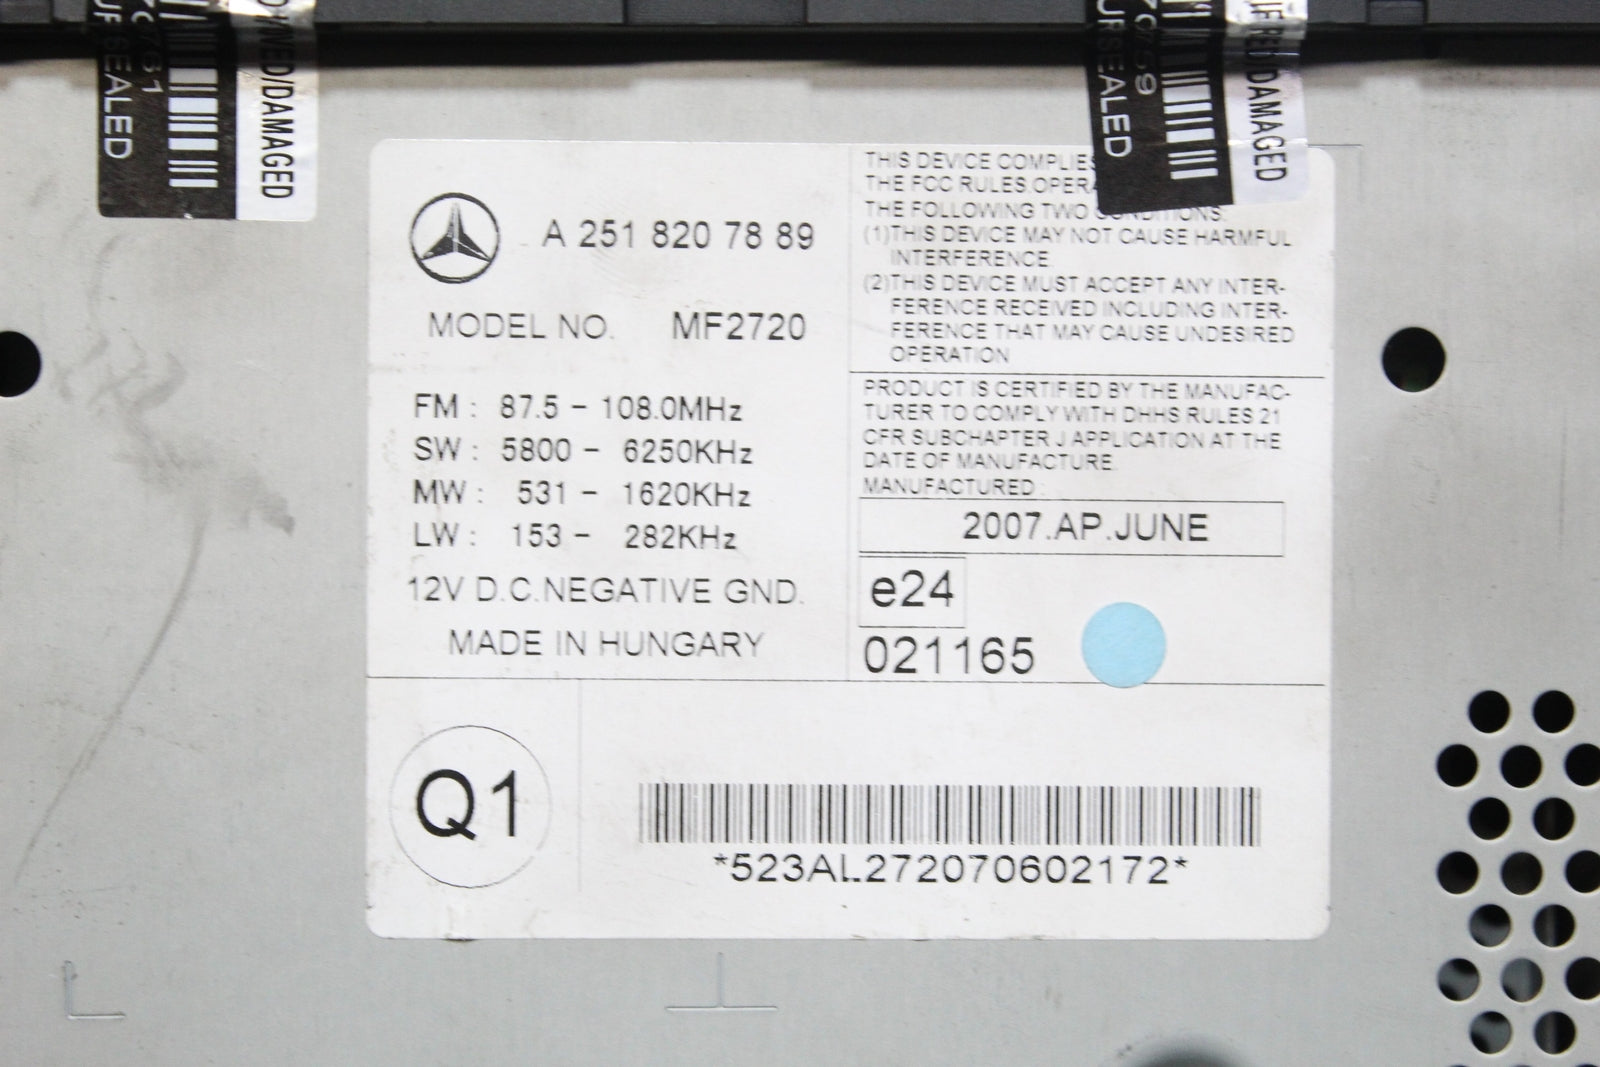 SEALED
/DAMAGED
SEALED
DAMAGED
A 251 820 78 89
MODEL NO. MF2720
FM : 87.5 - 108.0MHz
SW : 5800 - 6250KHz
MW : 531 - 1620KHz
LW : 153 - 282KHz
12V D.C.NEGATIVE GND.
MADE IN HUNGARY
THIS DEVICE COMPLIES
THE FCC RULES.OPERA
THE FOLLOWING TWO CONDITIONS:
(1)THIS DEVICE MAY NOT CAUSE HARMFUL
INTERFERENCE.
(2)THIS DEVICE MUST ACCEPT ANY INTER-
FERENCE RECEIVED INCLUDING INTER-
FERENCE THAT MAY CAUSE UNDESIRED
OPERATION
PRODUCT IS CERTIFIED BY THE MANUFAC-
TURER TO COMPLY WITH DHHS RULES 21
CFR SUBCHAPTER J APPLICATION AT THE
DATE OF MANUFACTURE.
MANUFACTURED :
2007.AP.JUNE
e24
021165
Q1
*523AL272070602172*